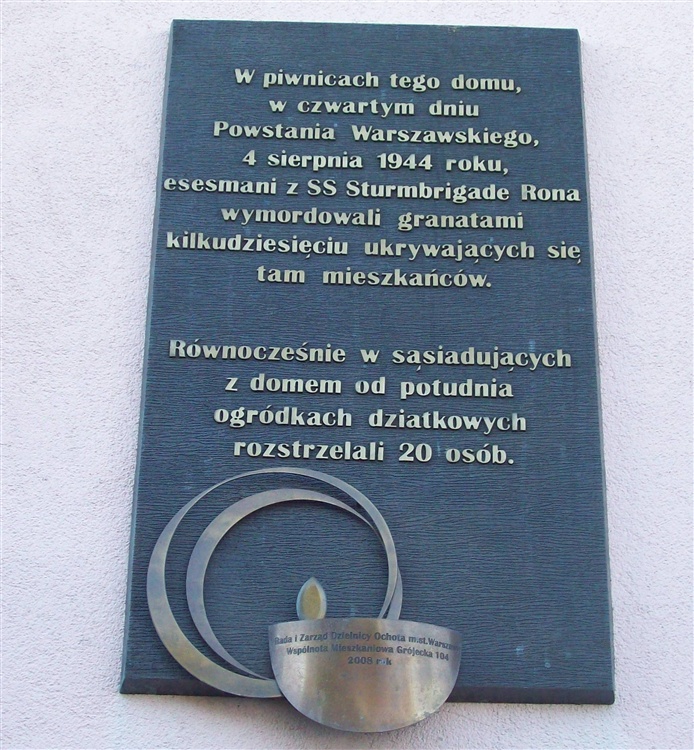 W piwnicach tego domu,
w czwartym dniu
Powstania Warszawskiego,
4 sierpnia 1944 roku,
esesmani z SS Sturmbrigade Rona
wymordowali granatami
kilkudziesięciu ukrywających się
tam mieszkańców.
Równocześnie w sąsiadujących
z domem od południa
ogródkach działkowych
rozstrzelali 20 osób.
Rada i Zarząd Dzielnicy Ochota m.st.
Wspólnota Mieszkaniowa Grójecka 104
2008 rok